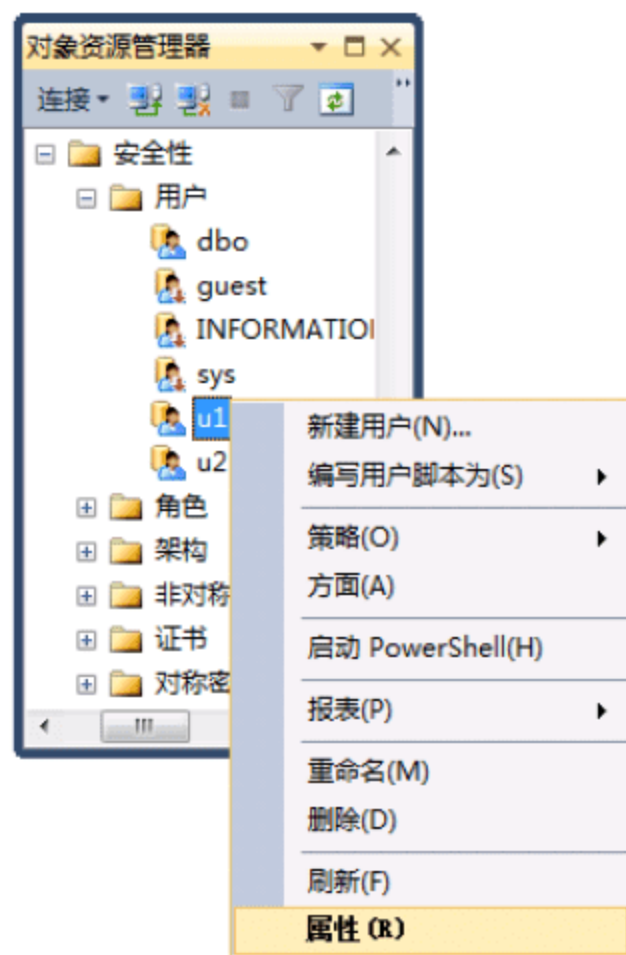 对象资源管理器
连接
安全性
用户
dbo
guest
INFORMATIO
sys
u1
u2
角色
架构
非对称
证书
对称密
新建用户(N)...
编写用户脚本为(S)
策略(O)
方面(A)
启动 PowerShell(H)
报表(P)
重命名(M)
删除(D)
刷新(F)
属性(R)